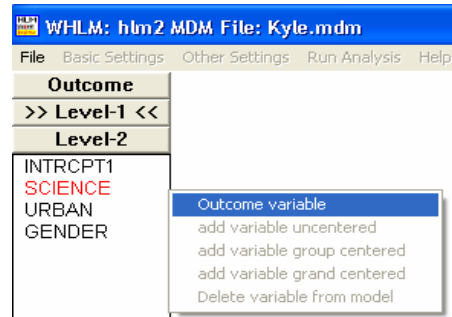 WHLM: hlm2 MDM File: Kyle.mdm
File Basic Settings Other Settings Run Analysis Help
Outcome
>> Level-1 <<
Level-2
INTRCPT1
SCIENCE
URBAN
GENDER
Outcome variable
add variable uncentered
add variable group centered
add variable grand centered
Delete variable from model